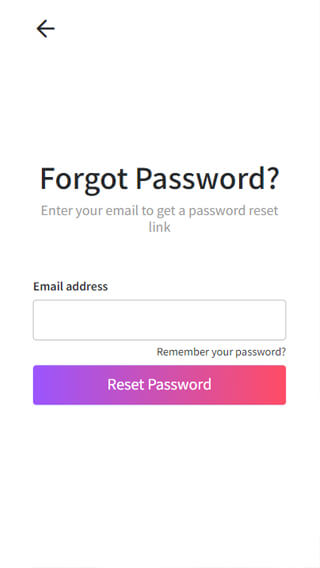 Forgot Password?
Enter your email to get a password reset
link
Email address
Remember your password?
Reset Password